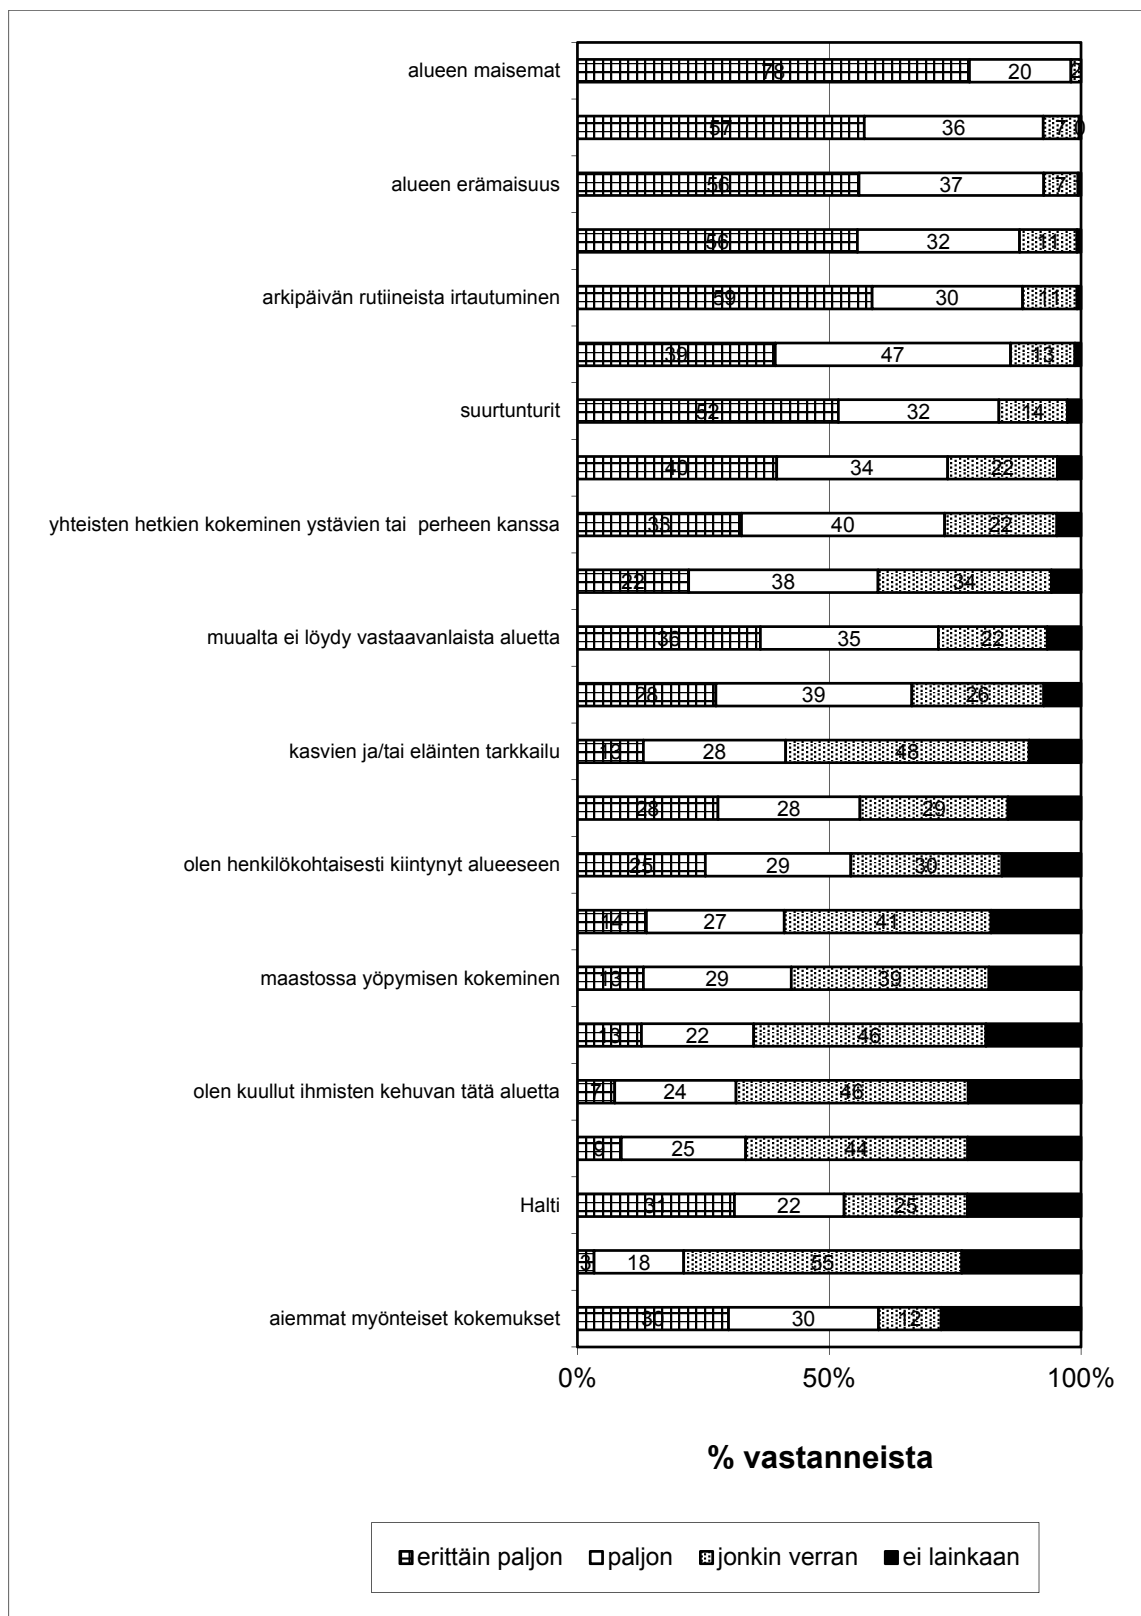 alueen maisemat 78 20 2
57 36 7 0
alueen erämaisuus 56 37 7
56 32 11
arkipäivän rutiineista irtautuminen 59 30 11
39 47 13
suurtunturit 52 32 14
40 34 22
yhteisten hetkien kokeminen ystävien tai perheen kanssa 33 40 22
22 38 34
muualta ei löydy vastaavanlaista aluetta 36 35 22
28 39 26
kasvien ja/tai eläinten tarkkailu 13 28 48
28 28 29
olen henkilökohtaisesti kiintynyt alueeseen 25 29 30
14 27 41
maastossa yöpymisen kokeminen 13 29 39
13 22 46
olen kuullut ihmisten kehuvan tätä aluetta 7 24 46
9 25 44
Halti 31 22 25
3 18 55
aiemmat myönteiset kokemukset 30 30 12
0% 50% 100%
% vastanneista
erittäin paljon paljon jonkin verran ei lainkaan